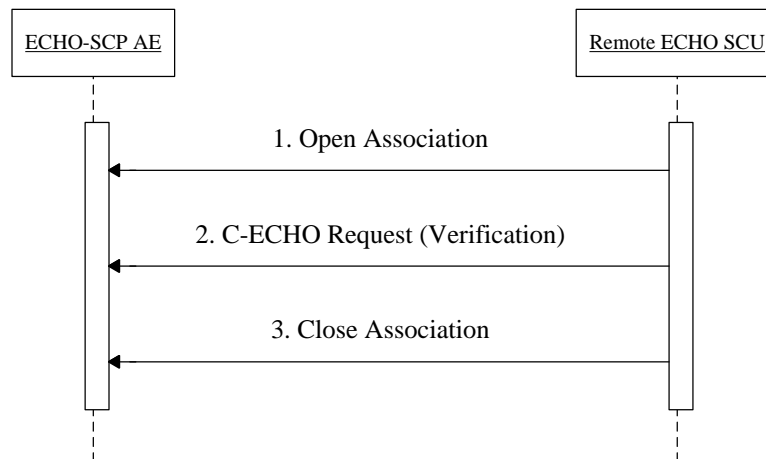 ECHO-SCP AE
Remote ECHO SCU
1. Open Association
2. C-ECHO Request (Verification)
3. Close Association